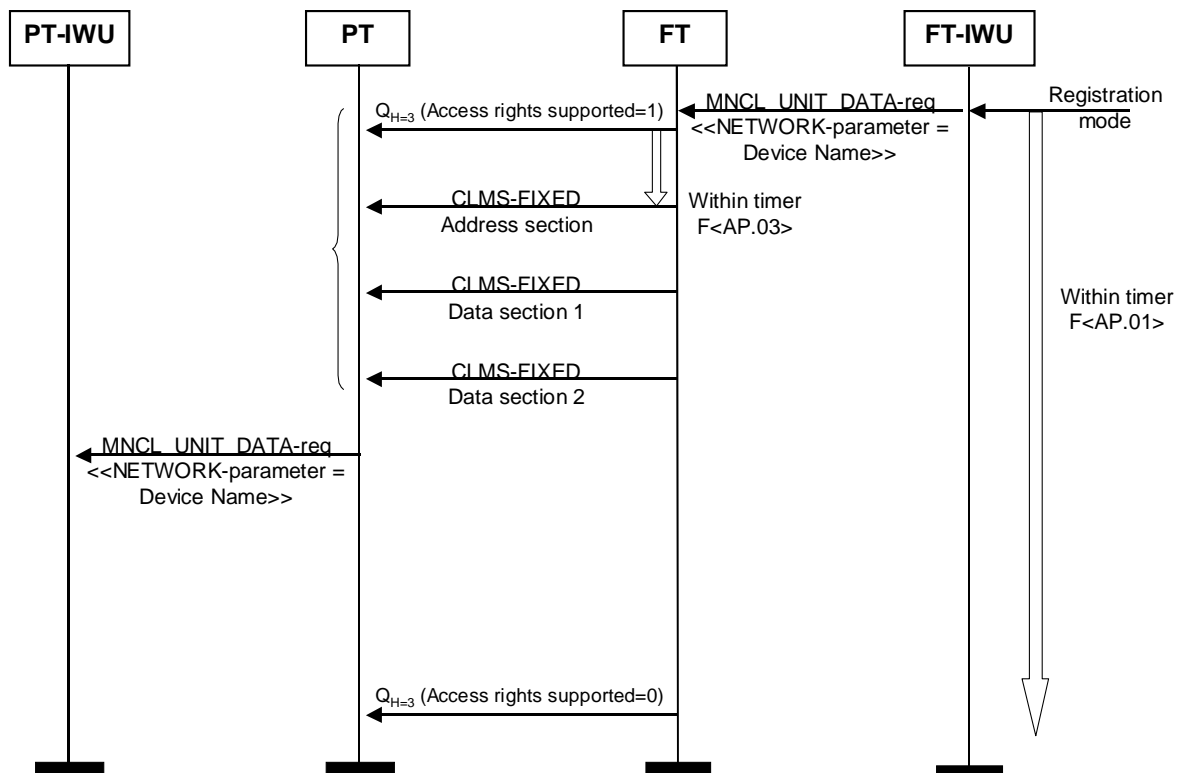 PT-IWU
PT
FT
FT-IWU
Registration
mode
MNCL_UNIT_DATA-req
<<NETWORK-parameter =
Device Name>>
Q_{H=3} (Access rights supported=1)
CLMS-FIXED
Address section
Within timer
F<AP.03>
CLMS-FIXED
Data section 1
Within timer
F<AP.01>
CLMS-FIXED
Data section 2
MNCL_UNIT_DATA-req
<<NETWORK-parameter =
Device Name>>
Q_{H=3} (Access rights supported=0)